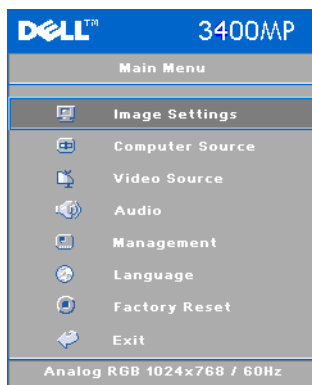 DELL™ 3400MP
Main Menu
Image Settings
Computer Source
Video Source
Audio
Management
Language
Factory Reset
Exit
Analog RGB 1024x768 / 60Hz